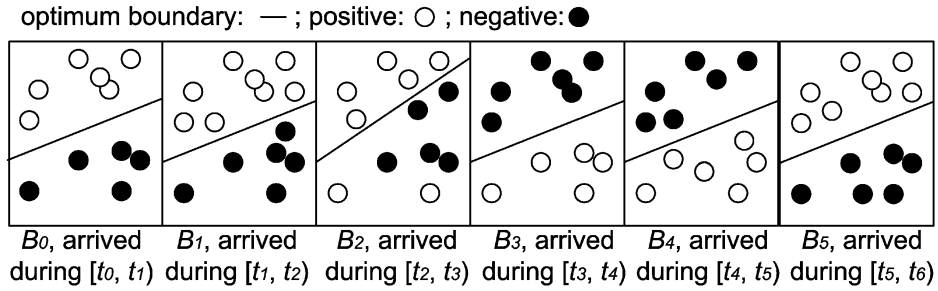 optimum boundary: — ; positive: ○ ; negative: ●
B0, arrived during [t0, t1)
B1, arrived during [t1, t2)
B2, arrived during [t2, t3)
B3, arrived during [t3, t4)
B4, arrived during [t4, t5)
B5, arrived during [t5, t6)